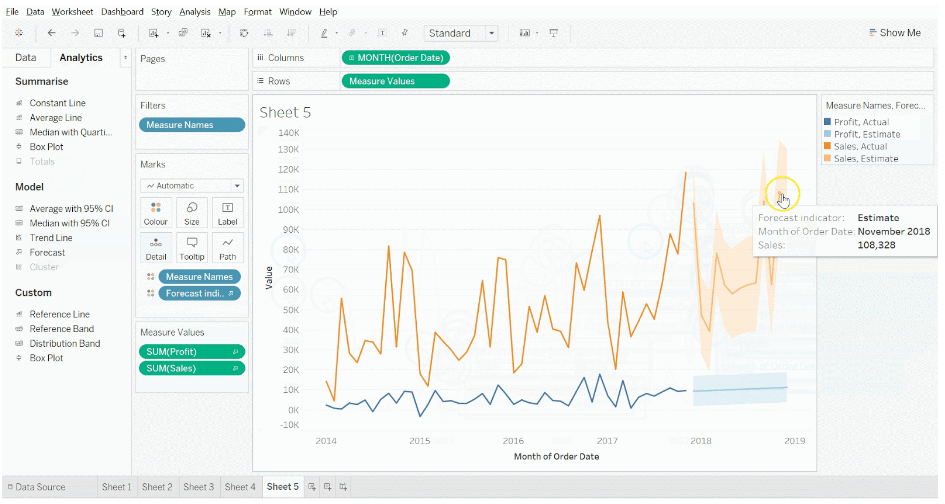 File Data Worksheet Dashboard Story Analysis Map Format Window Help
Standard
Show Me
Data Analytics
Summarise
Constant Line
Average Line
Median with Quarti...
Box Plot
Totals
Model
Average with 95% CI
Median with 95% CI
Trend Line
Forecast
Cluster
Custom
Reference Line
Reference Band
Distribution Band
Box Plot
Pages
Filters
Measure Names
Marks
Automatic
Colour Size Label
Detail Tooltip Path
Measure Names
Forecast indi..
Measure Values
SUM(Profit)
SUM(Sales)
Columns MONTH(Order Date)
Rows Measure Values
Sheet 5
140K
130K
120K
110K
100K
90K
80K
70K
60K
50K
40K
30K
20K
10K
0K
-10K
Value
2014 2015 2016 2017 2018 2019
Month of Order Date
Forecast indicator: Estimate
Month of Order Date: November 2018
Sales: 108,328
Measure Names, Forec...
Profit, Actual
Profit, Estimate
Sales, Actual
Sales, Estimate
Data Source Sheet 1 Sheet 2 Sheet 3 Sheet 4 Sheet 5